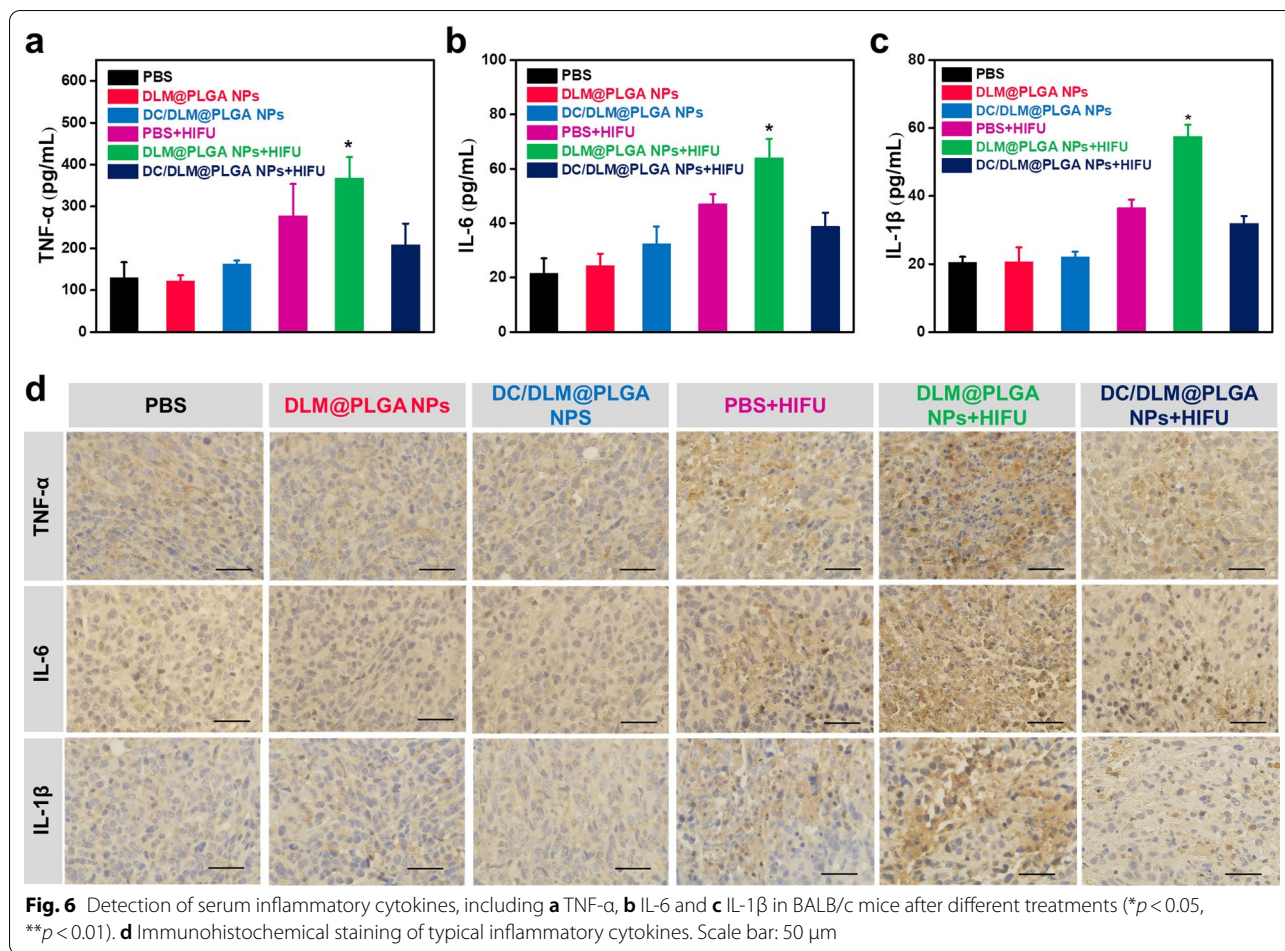 a
600
500
400
300
200
100
0
TNF-α (pg/mL)
PBS
DLM@PLGA NPs
DC/DLM@PLGA NPs
PBS+HIFU
DLM@PLGA NPs+HIFU
DC/DLM@PLGA NPs+HIFU
*
b
100
80
60
40
20
0
IL-6 (pg/mL)
PBS
DLM@PLGA NPs
DC/DLM@PLGA NPs
PBS+HIFU
DLM@PLGA NPs+HIFU
DC/DLM@PLGA NPs+HIFU
*
c
80
60
40
20
0
IL-1β (pg/mL)
PBS
DLM@PLGA NPs
DC/DLM@PLGA NPs
PBS+HIFU
DLM@PLGA NPs+HIFU
DC/DLM@PLGA NPs+HIFU
*
d
PBS
DLM@PLGA NPs
DC/DLM@PLGA
NPS
PBS+HIFU
DLM@PLGA
NPs+HIFU
DC/DLM@PLGA
NPs+HIFU
TNF-α
IL-6
IL-1β
Fig. 6 Detection of serum inflammatory cytokines, including a TNF-α, b IL-6 and c IL-1β in BALB/c mice after different treatments (*p < 0.05,
**p < 0.01). d Immunohistochemical staining of typical inflammatory cytokines. Scale bar: 50 μm